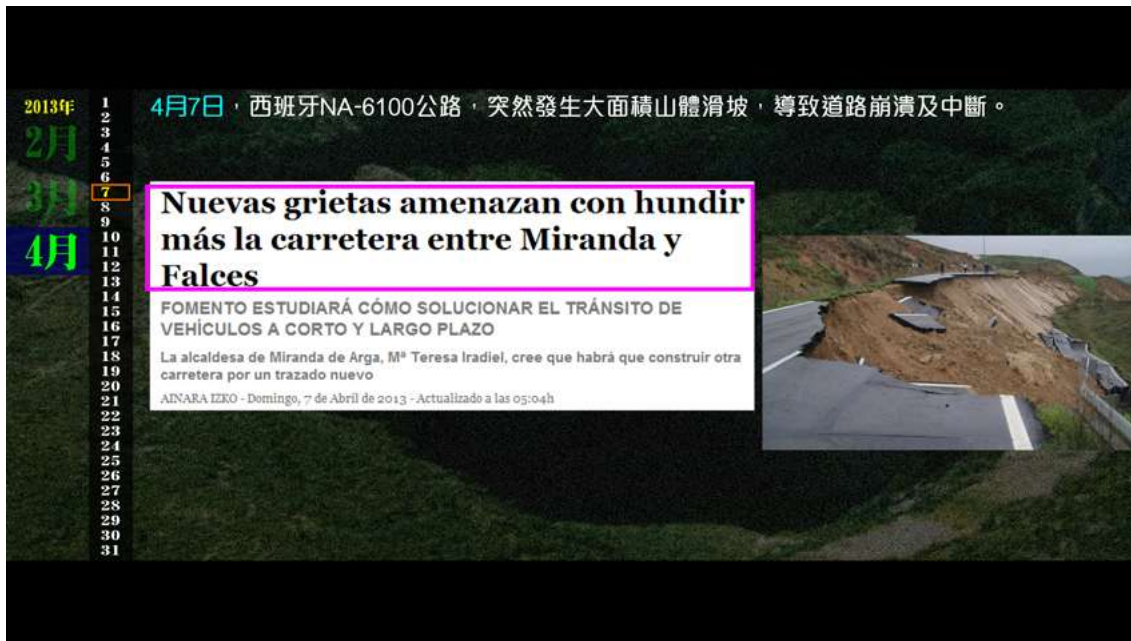 2013年
2月
3月
4月
1
2
3
4
5
6
7
8
9
10
11
12
13
14
15
16
17
18
19
20
21
22
23
24
25
26
27
28
29
30
31
4月7日，西班牙NA-6100公路，突然發生大面積山體滑坡，導致道路崩潰及中斷。
Nuevas grietas amenazan con hundir
más la carretera entre Miranda y
Falces
FOMENTO ESTUDIARÁ CÓMO SOLUCIONAR EL TRÁNSITO DE
VEHÍCULOS A CORTO Y LARGO PLAZO
La alcaldesa de Miranda de Arga, Mª Teresa Iradiel, cree que habrá que construir otra
carretera por un trazado nuevo
AINARA IZKO - Domingo, 7 de Abril de 2013 - Actualizado a las 05:04h